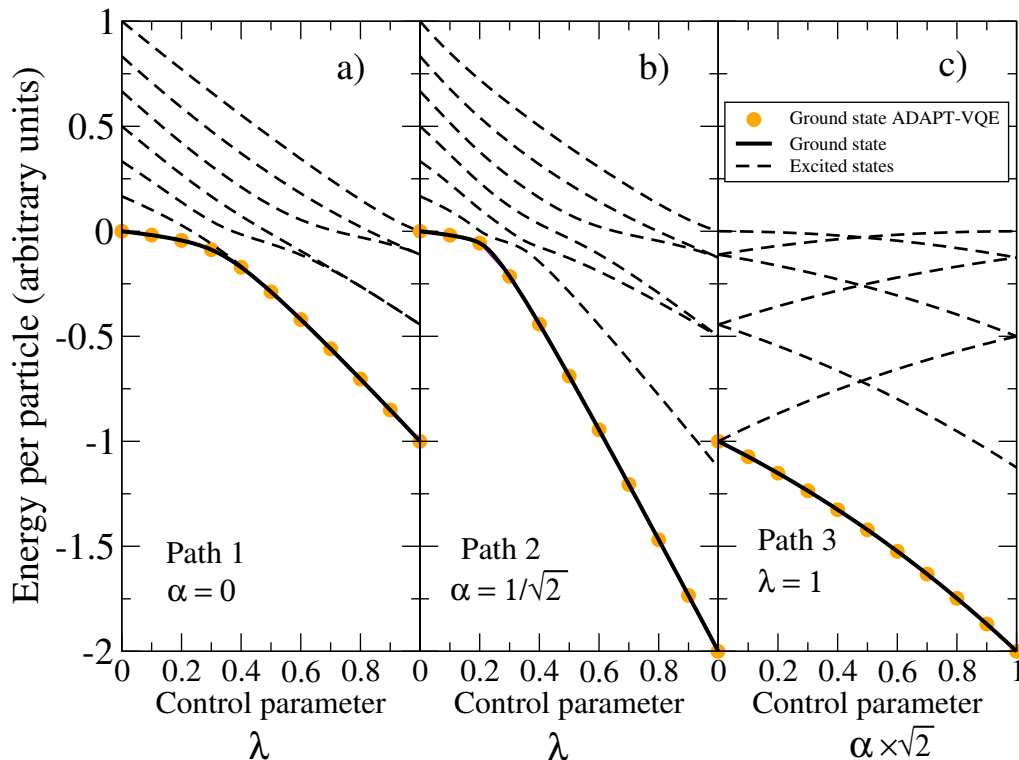 Energy per particle (arbitrary units)
1
0.5
0
-0.5
-1
-1.5
-2
a)
b)
c)
Ground state ADAPT-VQE
Ground state
Excited states
Path 1
α = 0
Path 2
α = 1/√2
Path 3
λ = 1
0 0.2 0.4 0.6 0.8 0 0.2 0.4 0.6 0.8 0 0.2 0.4 0.6 0.8 1
Control parameter Control parameter Control parameter
λ λ α ×√2